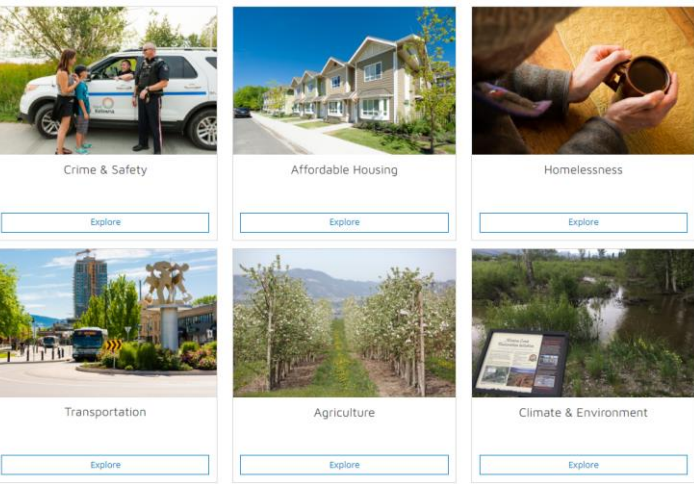 Kelowna
Crime & Safety
Affordable Housing
Homelessness
Explore
Explore
Explore
Transportation
Agriculture
Climate & Environment
Explore
Explore
Explore